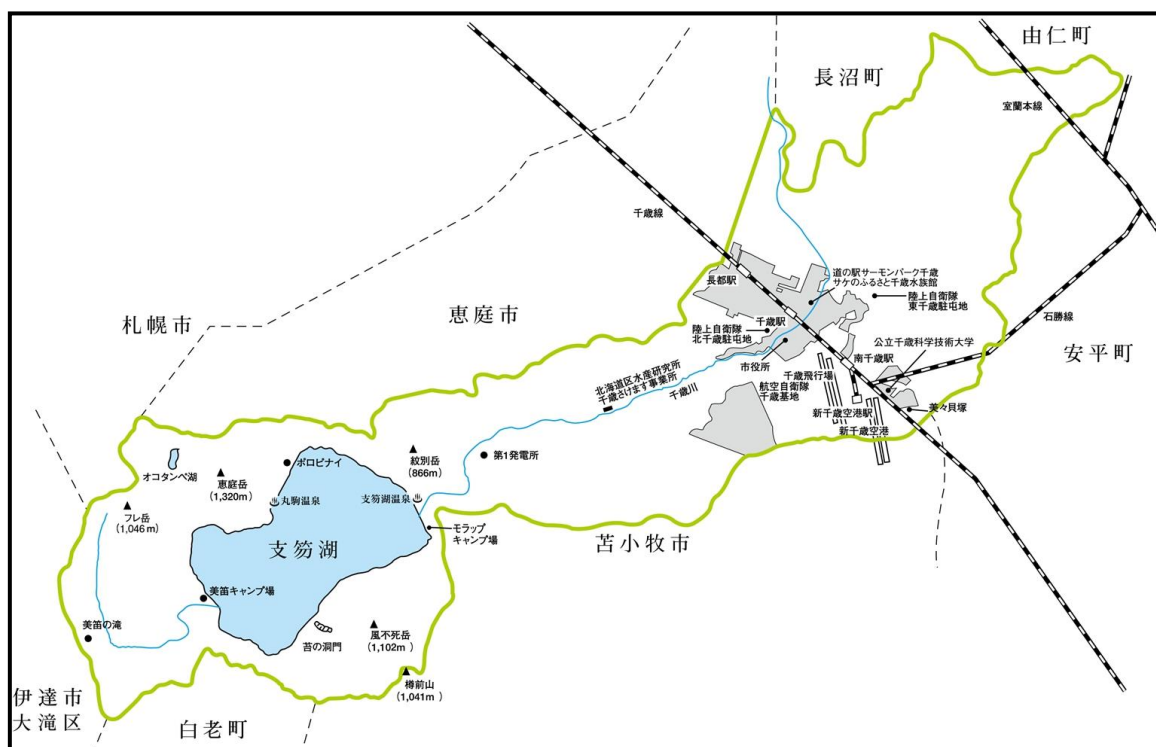 由仁町
長沼町
室蘭本線
千歳線
長都駅
道の駅サーモンパーク千歳
サケのふるさと千歳水族館
陸上自衛隊
東千歳駐屯地
恵庭市
札幌市
千歳駅
陸上自衛隊
北千歳駐屯地
石勝線
公立千歳科学技術大学
安平町
南千歳駅
市役所
千歳飛行場
航空自衛隊
千歳基地
北海道区水産研究所
千歳さけます事業所
千歳川
新千歳空港駅
美々貝塚
新千歳空港
第1発電所
紋別岳
(866m)
ポロピナイ
オコタンペ湖
恵庭岳
(1,320m)
丸駒温泉
支笏湖温泉
フレ岳
(1,046m)
モラップ
キャンプ場
支笏湖
苫小牧市
美笛キャンプ場
美笛の滝
苔の洞門
風不死岳
(1,102m)
樽前山
(1,041m)
伊達市
大滝区
白老町